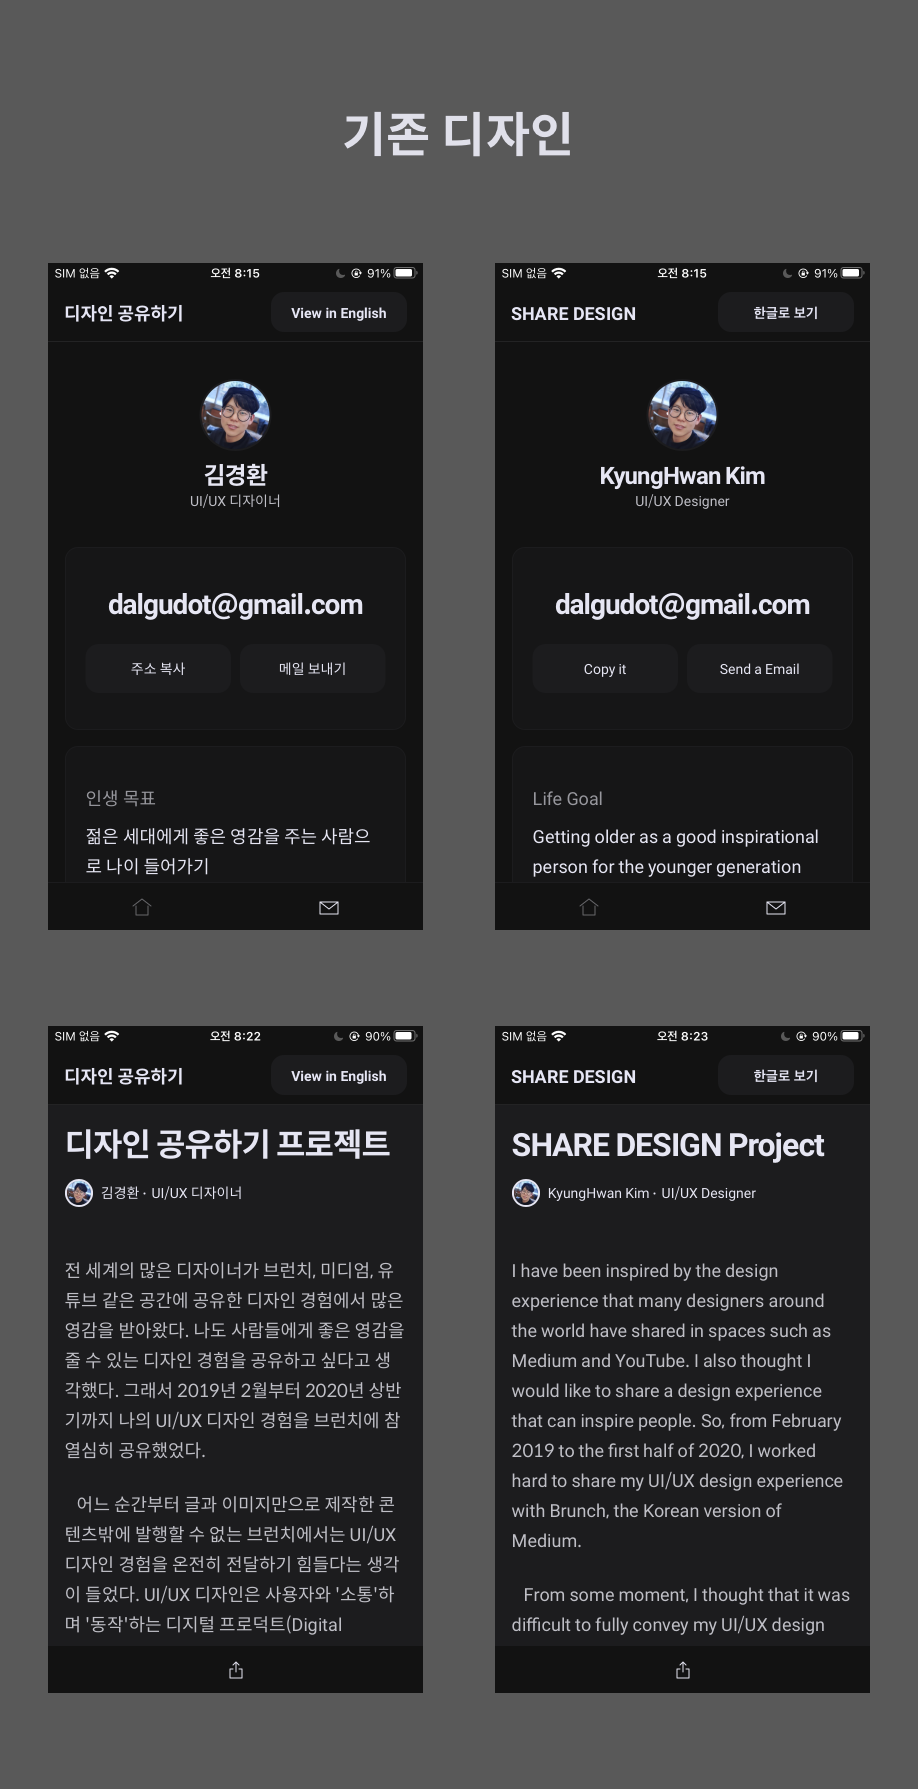 기존 디자인
SIM 없음 오전 8:15 91%
디자인 공유하기 View in English
김경환
UI/UX 디자이너
dalgudot@gmail.com
주소 복사 메일 보내기
인생 목표
젊은 세대에게 좋은 영감을 주는 사람으
로 나이 들어가기
SIM 없음 오전 8:15 91%
SHARE DESIGN 한글로 보기
KyungHwan Kim
UI/UX Designer
dalgudot@gmail.com
Copy it Send a Email
Life Goal
Getting older as a good inspirational
person for the younger generation
SIM 없음 오전 8:22 90%
디자인 공유하기 View in English
디자인 공유하기 프로젝트
김경환 · UI/UX 디자이너
전 세계의 많은 디자이너가 브런치, 미디엄, 유
튜브 같은 공간에 공유한 디자인 경험에서 많은
영감을 받아왔다. 나도 사람들에게 좋은 영감을
줄 수 있는 디자인 경험을 공유하고 싶다고 생
각했다. 그래서 2019년 2월부터 2020년 상반
기까지 나의 UI/UX 디자인 경험을 브런치에 참
열심히 공유했었다.
어느 순간부터 글과 이미지만으로 제작한 콘
텐츠밖에 발행할 수 없는 브런치에서는 UI/UX
디자인 경험을 온전히 전달하기 힘들다는 생각
이 들었다. UI/UX 디자인은 사용자와 '소통'하
며 '동작'하는 디지털 프로덕트(Digital
SIM 없음 오전 8:23 90%
SHARE DESIGN 한글로 보기
SHARE DESIGN Project
KyungHwan Kim · UI/UX Designer
I have been inspired by the design
experience that many designers around
the world have shared in spaces such as
Medium and YouTube. I also thought I
would like to share a design experience
that can inspire people. So, from February
2019 to the first half of 2020, I worked
hard to share my UI/UX design experience
with Brunch, the Korean version of
Medium.
From some moment, I thought that it was
difficult to fully convey my UI/UX design